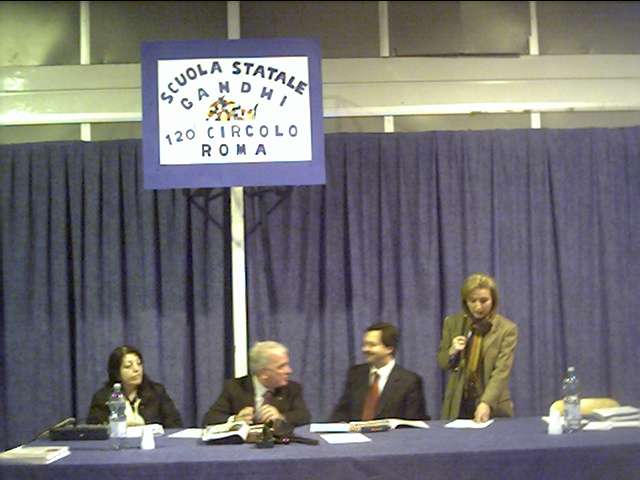 SCUOLA STATALE
GANDHI
120 CIRCOLO
ROMA